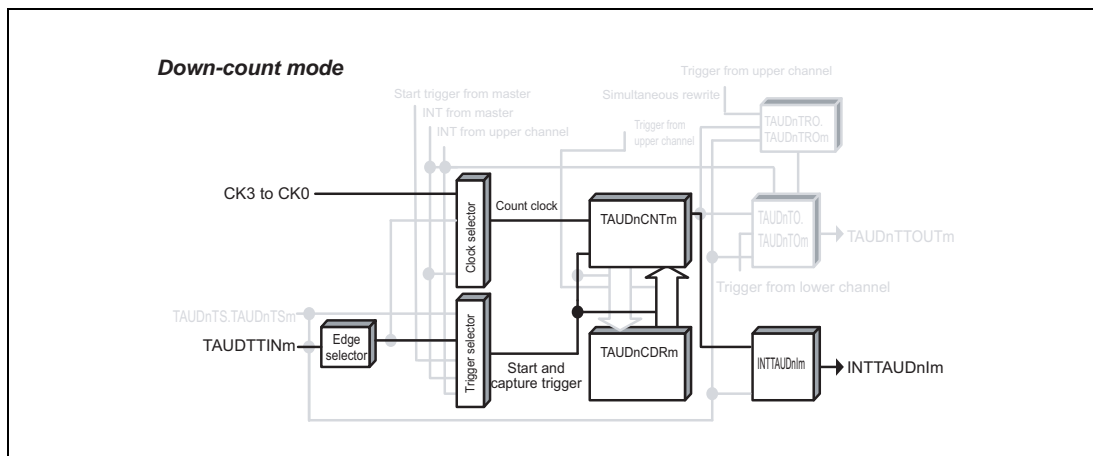 Down-count mode
Trigger from upper channel
Start trigger from master
Simultaneous rewrite
INT from master
INT from upper channel
Trigger from
upper channel
TAUDnTRO.
TAUDnTROm
CK3 to CK0
Clock selector
Count clock
TAUDnCNTm
TAUDnTO.
TAUDnTOm
TAUDnTTOUTm
Trigger from lower channel
TAUDnTS.TAUDnTSm
TAUDTTINm
Edge
selector
Trigger selector
Start and
capture trigger
TAUDnCDRm
INTTAUDnIm
INTTAUDnIm